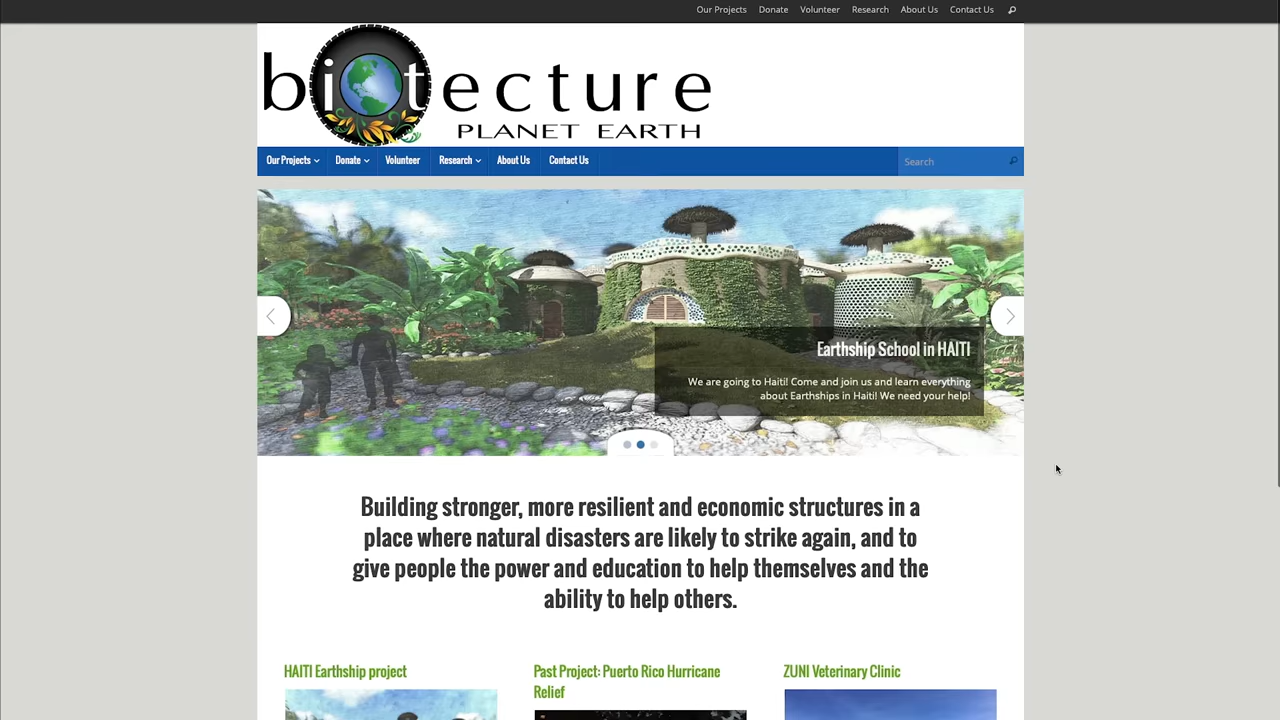 Our Projects Donate Volunteer Research About Us Contact Us
biotecture
PLANET EARTH
Our Projects Donate Volunteer Research About Us Contact Us Search
Earthship School in HAITI
We are going to Haiti! Come and join us and learn everything
about Earthships in Haiti! We need your help!
Building stronger, more resilient and economic structures in a
place where natural disasters are likely to strike again, and to
give people the power and education to help themselves and the
ability to help others.
HAITI Earthship project
Past Project: Puerto Rico Hurricane
Relief
ZUNI Veterinary Clinic